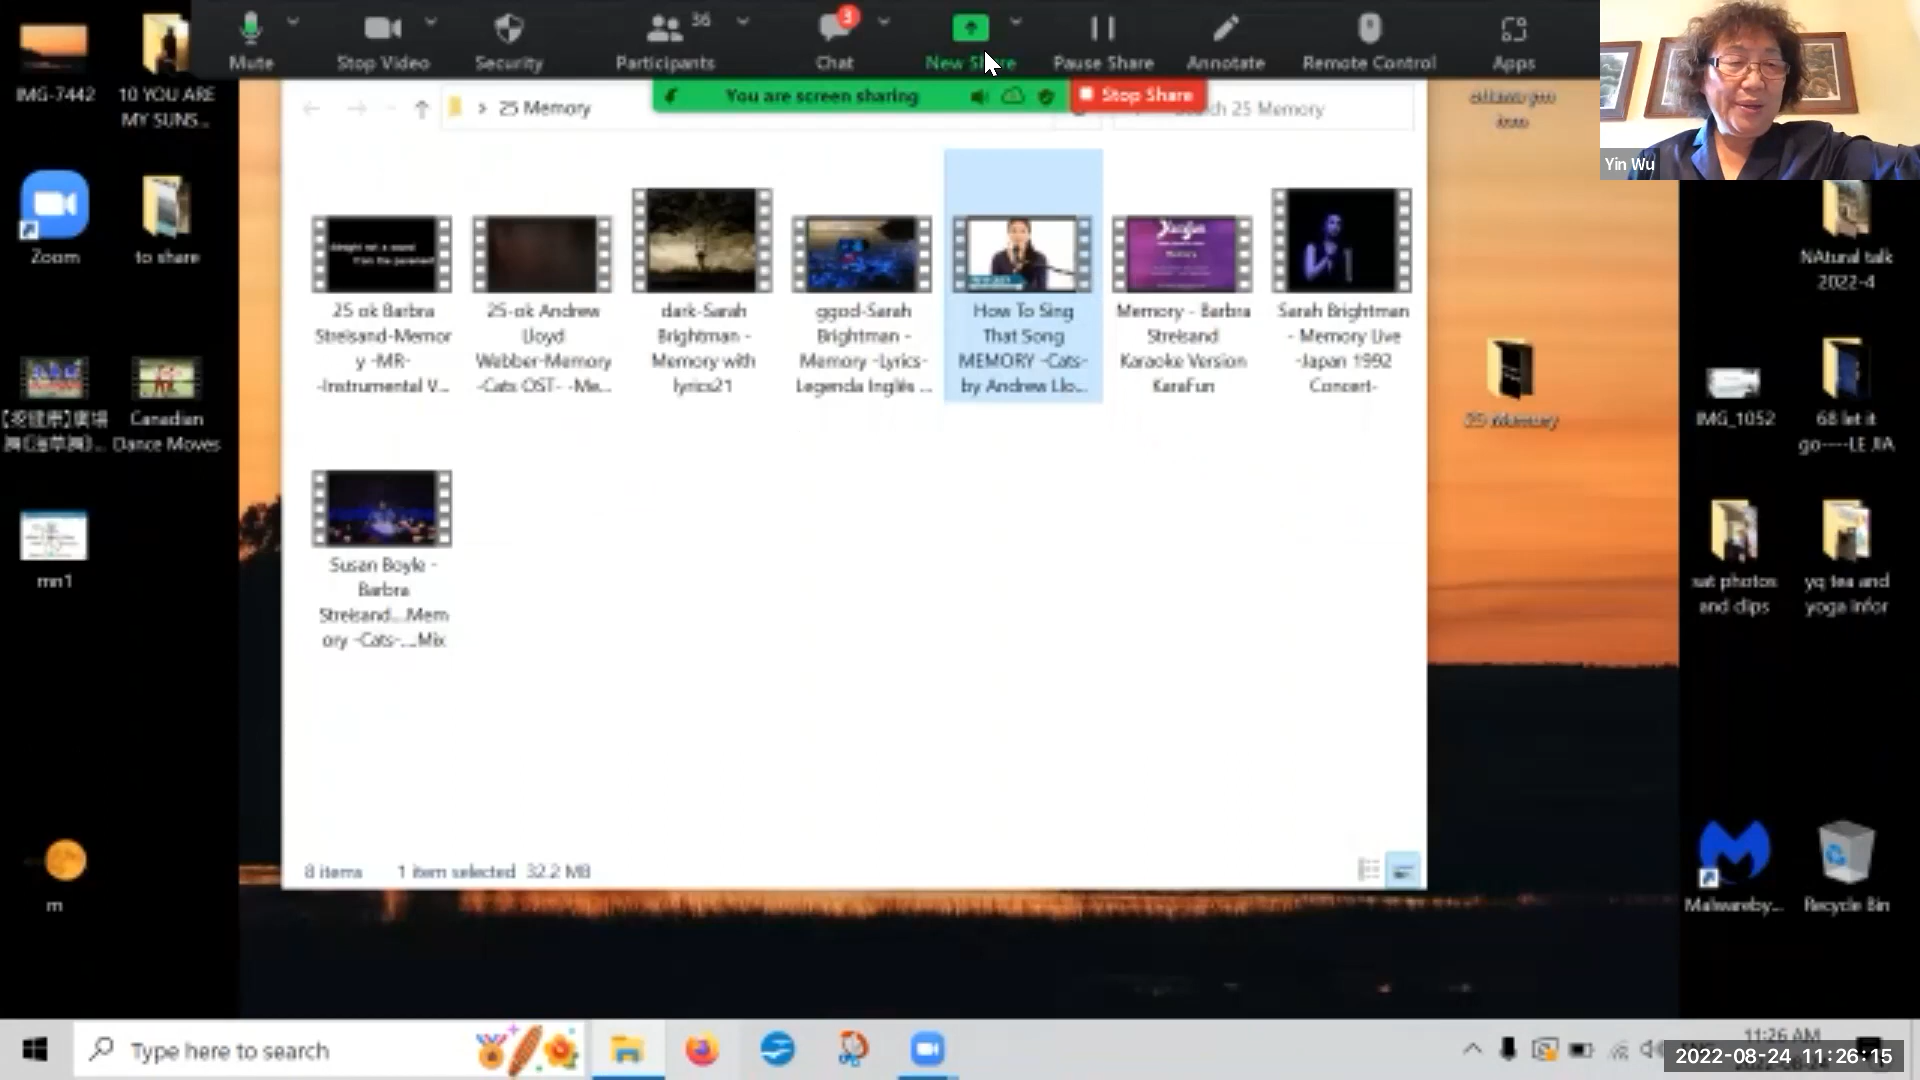 Mute
Stop Video
Security
Participants
36
Chat
3
New Share
Pause Share
Annotate
Remote Control
Apps
You are screen sharing
Stop Share
25 Memory
25 Memory
Yin Wu
IMG-7442
10 YOU ARE
MY SUNS...
Zoom
to share
Canadian
Dance Moves
mn1
m
25 ok Barbra
Streisand-Memor
y -MR-
-Instrumental V...
25-ok Andrew
Lloyd
Webber-Memory
-Cats OST- -Me...
dark-Sarah
Brightman -
Memory with
lyrics21
ggod-Sarah
Brightman -
Memory -Lyrics-
Legenda Inglés ...
How To Sing
That Song
MEMORY -Cats-
by Andrew Llo...
Memory - Barbra
Streisand
Karaoke Version
KaraFun
Sarah Brightman
- Memory Live
-Japan 1992
Concert-
Susan Boyle -
Barbra
Streisand...Mem
ory -Cats-...Mix
8 items
1 item selected 32.2 MB
25 Memory
NAtural talk
2022-4
IMG_1052
68 let it
go-----LE JIA
sat photos
and clips
yq tea and
yoga infor
Malwareby...
Recycle Bin
Type here to search
11:26 AM
2022-08-24 11:26:15